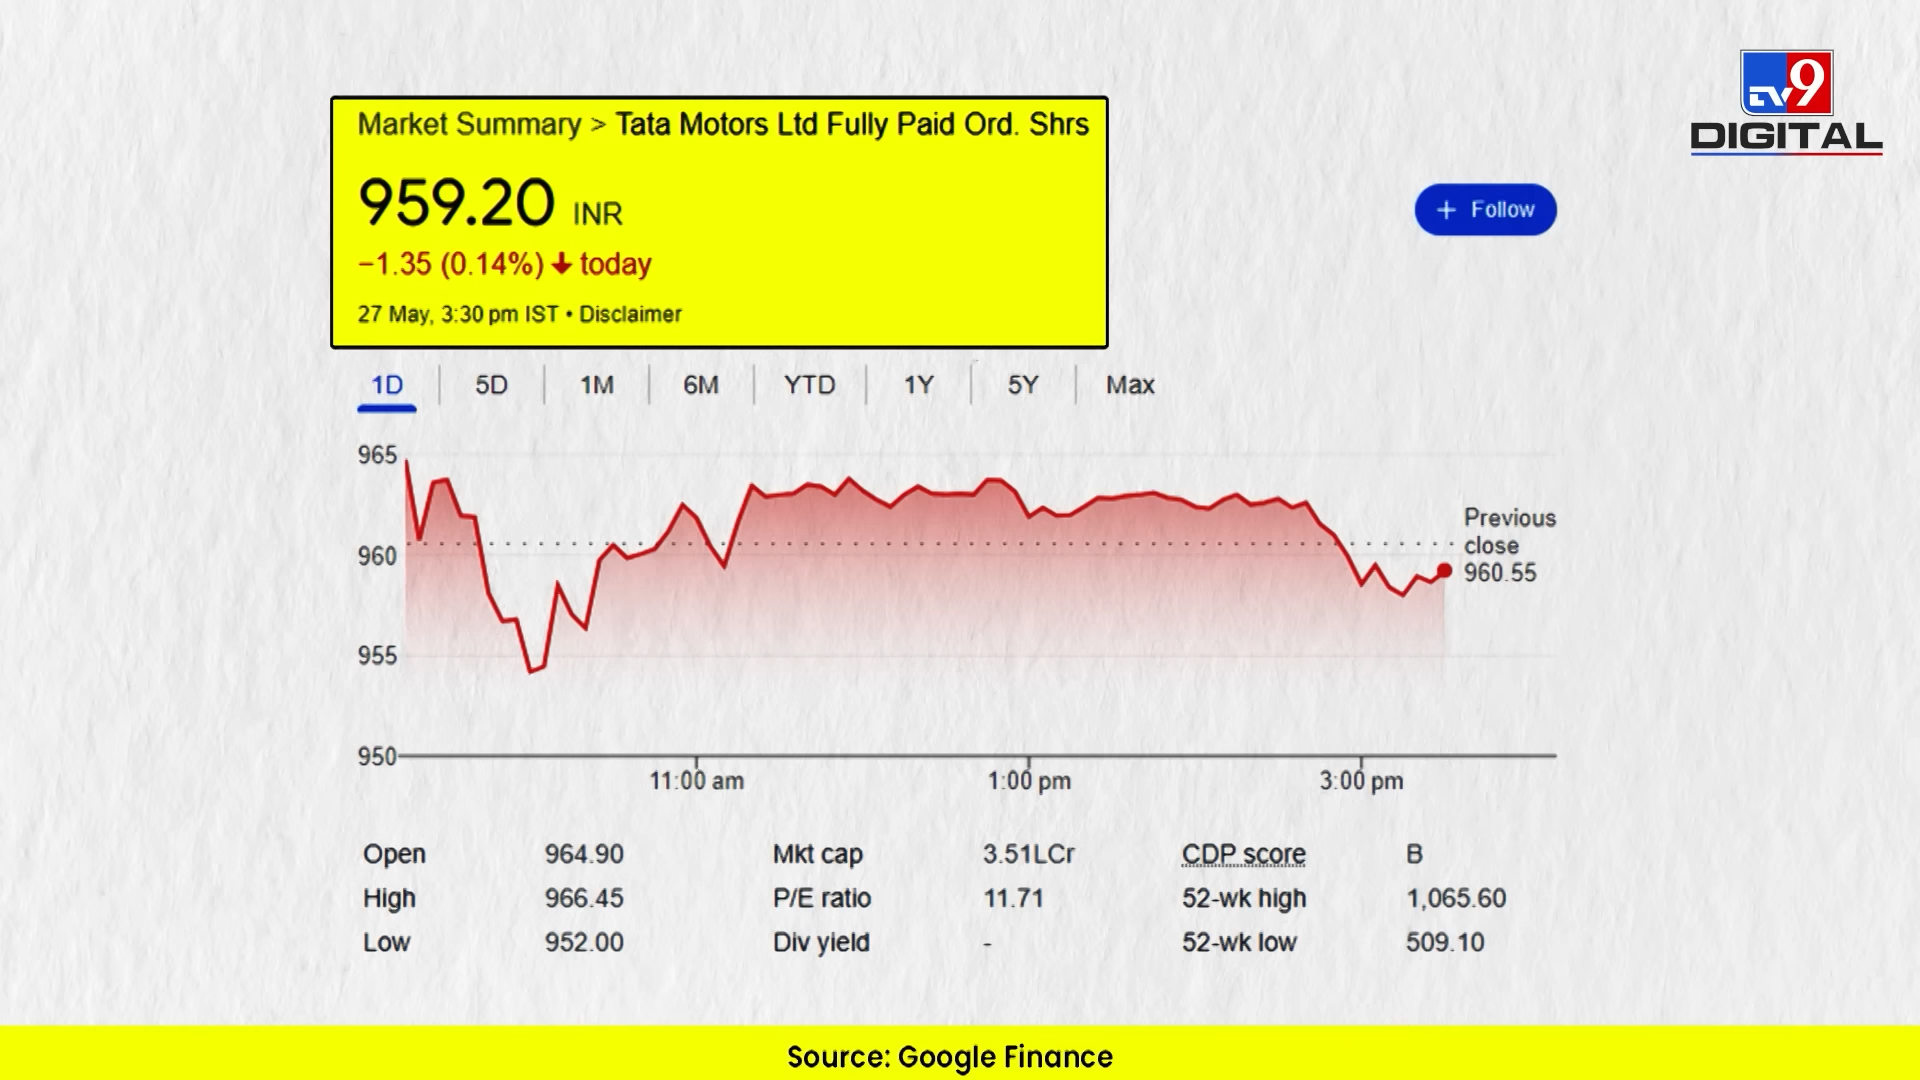 TV9
DIGITAL
Market Summary > Tata Motors Ltd Fully Paid Ord. Shrs
959.20 INR
−1.35 (0.14%) ↓ today
27 May, 3:30 pm IST • Disclaimer
+ Follow
1D 5D 1M 6M YTD 1Y 5Y Max
965
960
955
950
Previous
close
960.55
11:00 am 1:00 pm 3:00 pm
Open 964.90 Mkt cap 3.51LCr CDP score B
High 966.45 P/E ratio 11.71 52-wk high 1,065.60
Low 952.00 Div yield - 52-wk low 509.10
Source: Google Finance